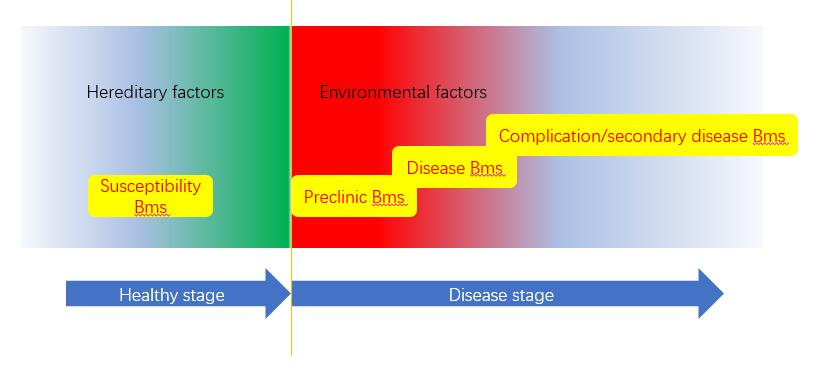 Hereditary factors
Environmental factors
Complication/secondary disease Bms
Disease Bms
Susceptibility
Bms
Preclinic Bms
Healthy stage
Disease stage